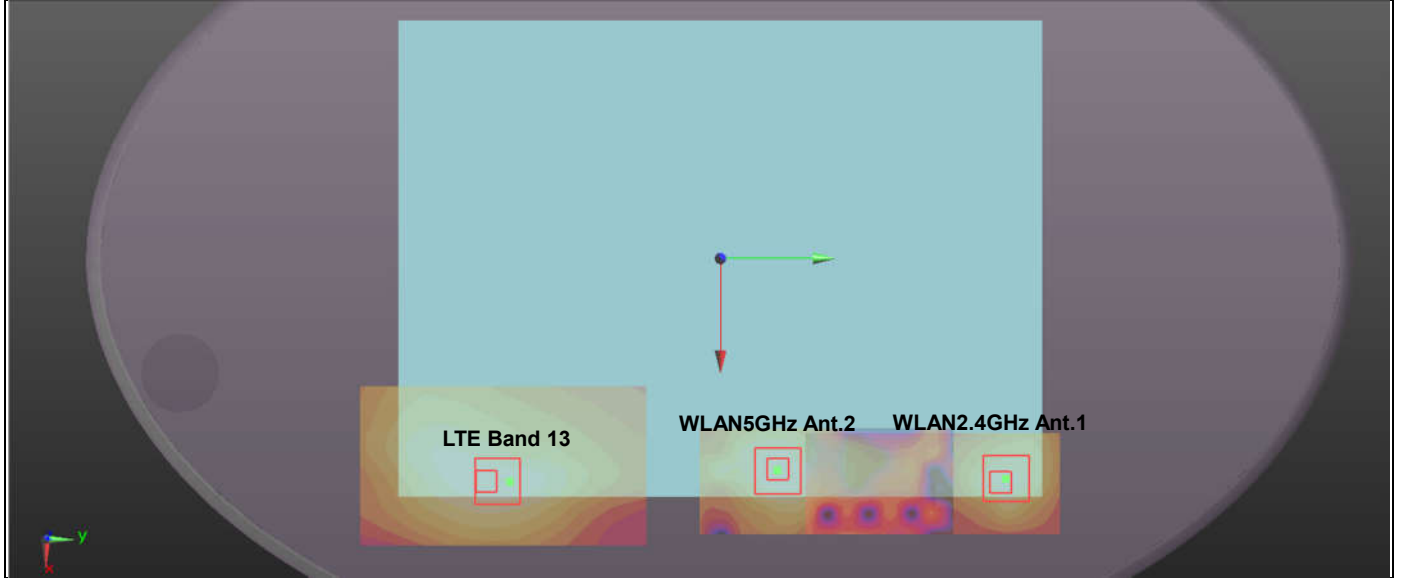 WLAN5GHz Ant.2
WLAN2.4GHz Ant.1
LTE Band 13
y
x